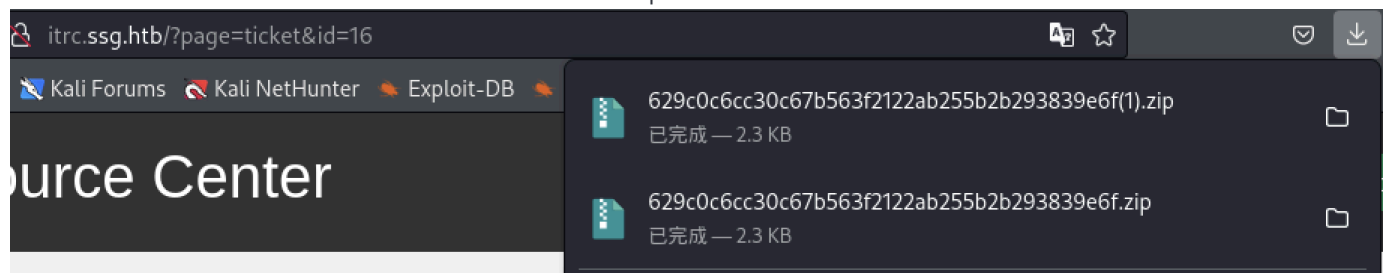 itrc.ssg.htb/?page=ticket&id=16
Kali Forums Kali NetHunter Exploit-DB
629c0c6cc30c67b563f2122ab255b2b293839e6f(1).zip
已完成 — 2.3 KB
ource Center
629c0c6cc30c67b563f2122ab255b2b293839e6f.zip
已完成 — 2.3 KB